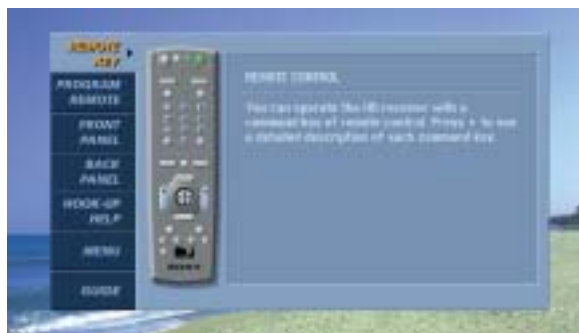 REMOTE
KEY
PROGRAM
REMOTE
FRONT
PANEL
BACK
PANEL
HOOK-UP
HELP
MENU
GUIDE
REMOTE CONTROL
You can operate the HD receiver with a
command key of remote control. Press • to see
a detailed description of each command key.
SONY